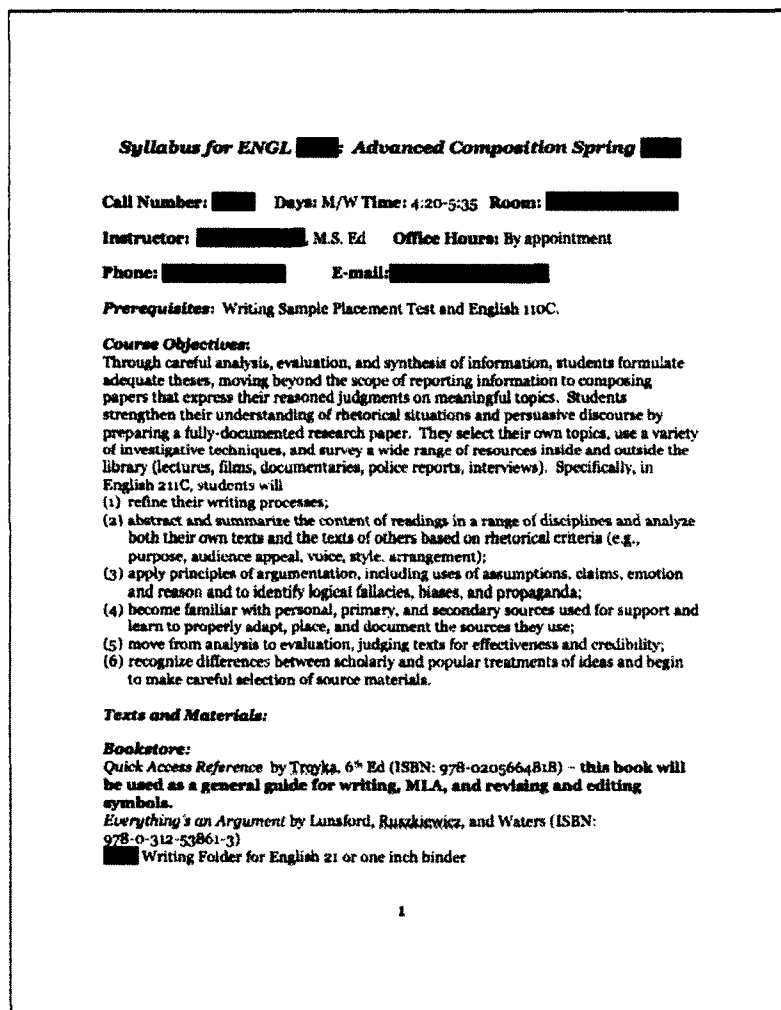 Syllabus for ENGL : Advanced Composition Spring
Call Number: Days: M/W Time: 4:20-5:35 Room:
Instructor: , M.S. Ed Office Hours: By appointment
Phone: E-mail:
Prerequisites: Writing Sample Placement Test and English 110C.
Course Objectives:
Through careful analysis, evaluation, and synthesis of information, students formulate
adequate theses, moving beyond the scope of reporting information to composing
papers that express their reasoned judgments on meaningful topics. Students
strengthen their understanding of rhetorical situations and persuasive discourse by
preparing a fully-documented research paper. They select their own topics, use a variety
of investigative techniques, and survey a wide range of resources inside and outside the
library (lectures, films, documentaries, police reports, interviews). Specifically, in
English 211C, students will
(1) refine their writing processes;
(2) abstract and summarize the content of readings in a range of disciplines and analyze
both their own texts and the texts of others based on rhetorical criteria (e.g.,
purpose, audience appeal, voice, style, arrangement);
(3) apply principles of argumentation, including uses of assumptions, claims, emotion
and reason and to identify logical fallacies, biases, and propaganda;
(4) become familiar with personal, primary, and secondary sources used for support and
learn to properly adapt, place, and document the sources they use;
(5) move from analysis to evaluation, judging texts for effectiveness and credibility;
(6) recognize differences between scholarly and popular treatments of ideas and begin
to make careful selection of source materials.
Texts and Materials:
Bookstore:
Quick Access Reference by Troyka, 6th Ed (ISBN: 978-0205664818) – this book will
be used as a general guide for writing, MLA, and revising and editing
symbols.
Everything's an Argument by Lunsford, Ruszkiewicz, and Waters (ISBN:
978-0-312-53861-3)
Writing Folder for English 21 or one inch binder
1